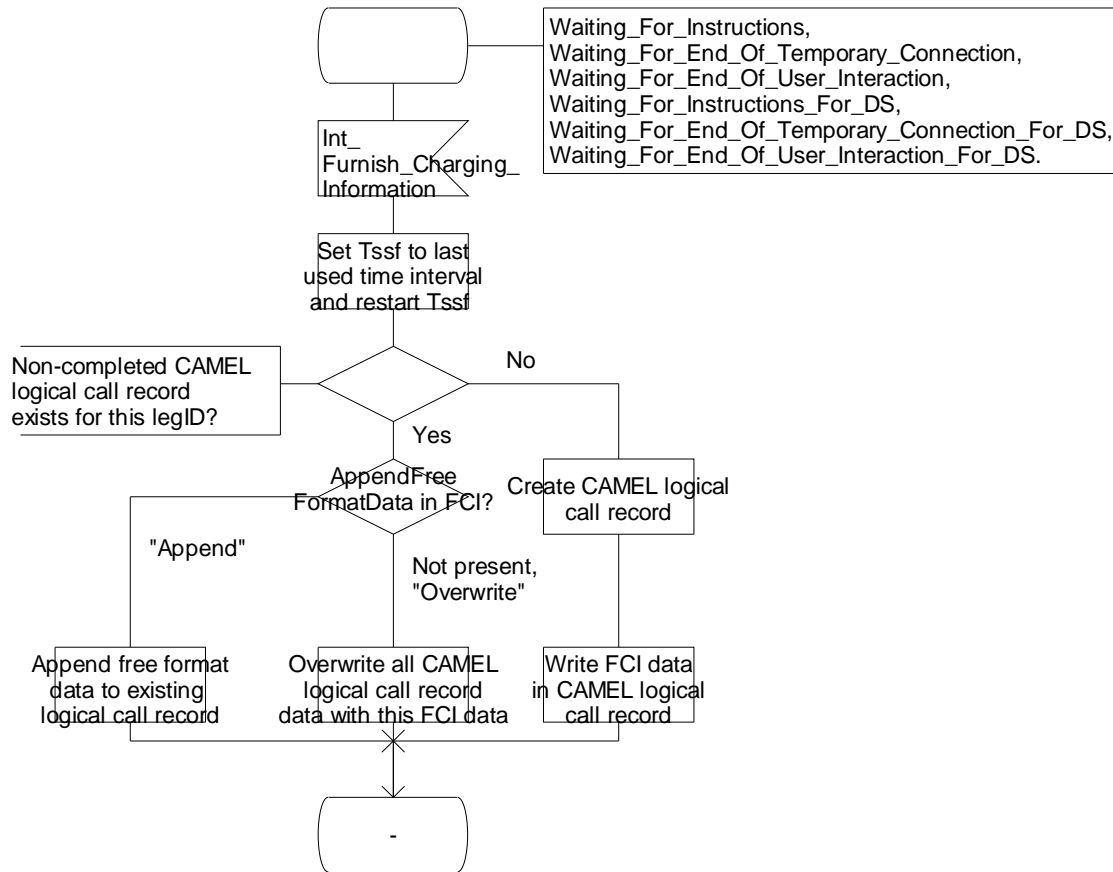 Waiting_For_Instructions,
Waiting_For_End_Of_Temporary_Connection,
Waiting_For_End_Of_User_Interaction,
Waiting_For_Instructions_For_DS,
Waiting_For_End_Of_Temporary_Connection_For_DS,
Waiting_For_End_Of_User_Interaction_For_DS.
Int_
Furnish_Charging_
Information
Set Tssf to last
used time interval
and restart Tssf
Non-completed CAMEL
logical call record
exists for this legID?
No
Yes
AppendFree
FormatData in FCI?
Create CAMEL logical
call record
"Append"
Not present,
"Overwrite"
Append free format
data to existing
logical call record
Overwrite all CAMEL
logical call record
data with this FCI data
Write FCI data
in CAMEL logical
call record
-